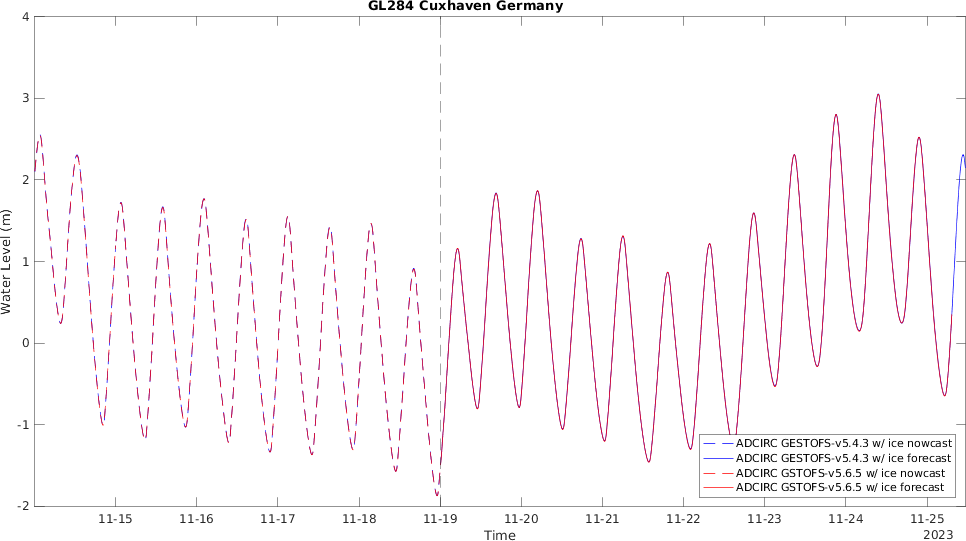 GL284 Cuxhaven Germany
4
3
2
1
0
-1
-2
Water Level (m)
ADCIRC GESTOFS-v5.4.3 w/ ice nowcast
ADCIRC GESTOFS-v5.4.3 w/ ice forecast
ADCIRC GSTOFS-v5.6.5 w/ ice nowcast
ADCIRC GSTOFS-v5.6.5 w/ ice forecast
11-15 11-16 11-17 11-18 11-19 11-20 11-21 11-22 11-23 11-24 11-25
Time
2023